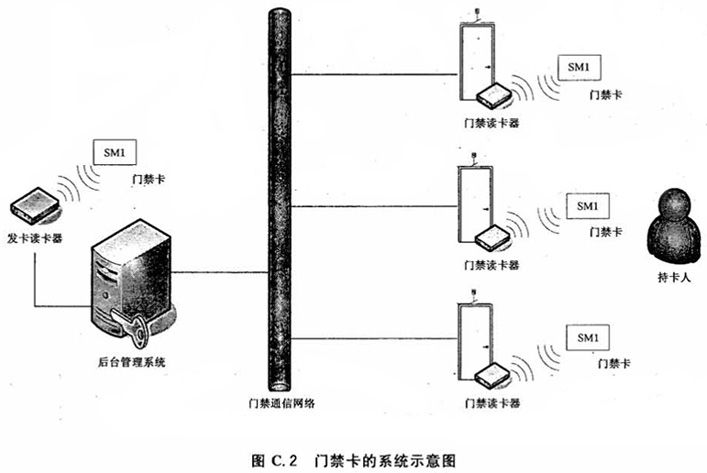 SM1
门禁卡
门禁读卡器
SM1
门禁卡
发卡读卡器
SM1
门禁卡
门禁读卡器
持卡人
后台管理系统
SM1
门禁卡
门禁读卡器
门禁通信网络
图 C.2 门禁卡的系统示意图